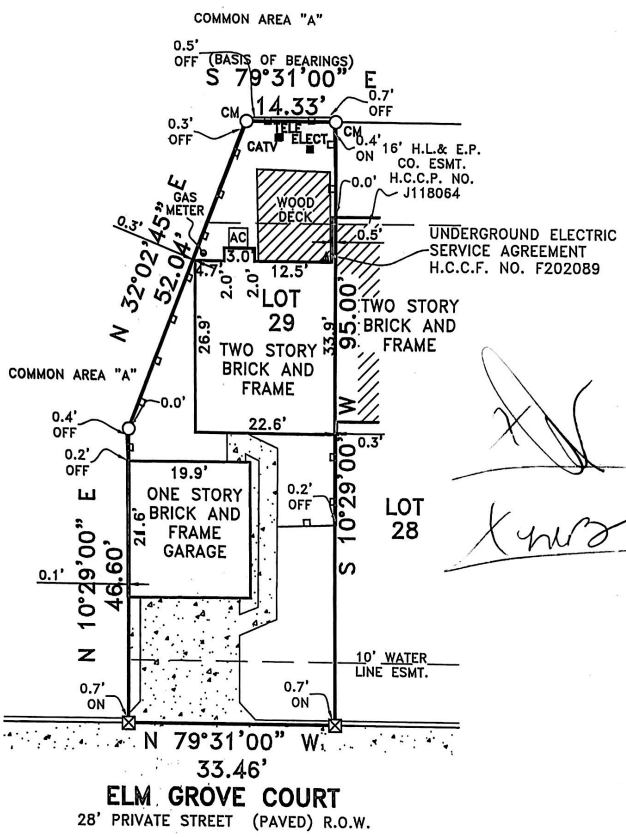 COMMON AREA "A"
0.5'
OFF
(BASIS OF BEARINGS)
S 79°31'00" E
14.33'
0.7'
OFF
CM
CM
0.3'
OFF
TELE
CATV
ELECT
0.4'
ON
16' H.L.& E.P.
CO. ESMT.
H.C.C.P. NO.
J118064
0.0'
GAS
METER
WOOD
DECK
0.3'
N 32°02'45" E
52.04'
AC
3.0'
0.5'
UNDERGROUND ELECTRIC
SERVICE AGREEMENT
H.C.C.F. NO. F202089
4.7'
2.0'
2.0'
12.5'
LOT
29
26.9'
33.9'
TWO STORY
BRICK AND
FRAME
TWO STORY
BRICK AND
FRAME
S 10°29'00" W
95.00'
COMMON AREA "A"
0.0'
0.4'
OFF
22.6'
0.3'
0.2'
OFF
19.9'
ONE STORY
BRICK AND
FRAME
GARAGE
21.6'
0.2'
OFF
LOT
28
X
X
N 10°29'00" E
46.60'
0.1'
10' WATER
LINE ESMT.
0.7'
ON
0.7'
ON
N 79°31'00" W
33.46'
ELM GROVE COURT
28' PRIVATE STREET (PAVED) R.O.W.